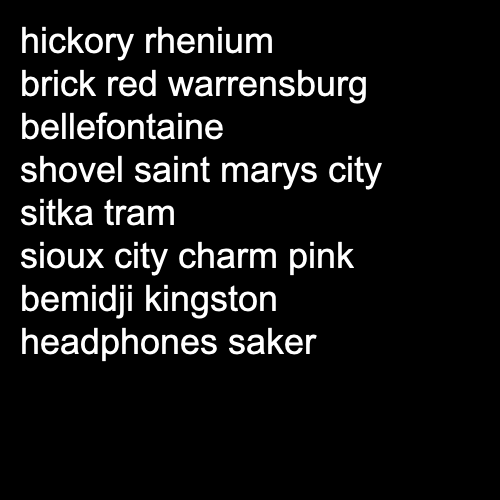 hickory rhenium
brick red warrensburg
bellefontaine
shovel saint marys city
sitka tram
sioux city charm pink
bemidji kingston
headphones saker